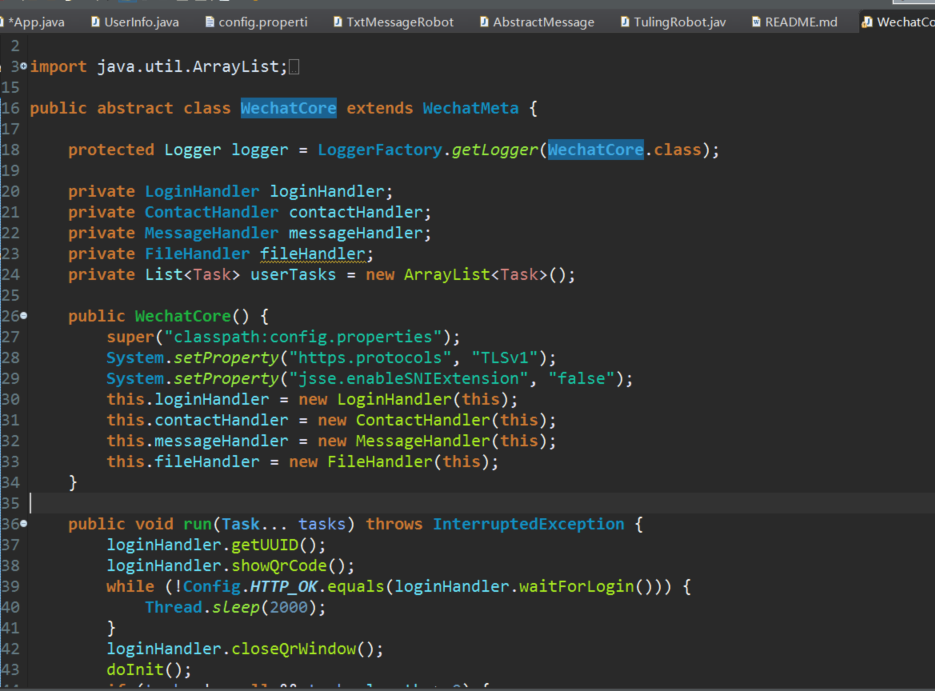 *App.java UserInfo.java config.properti TxtMessageRobot AbstractMessage TulingRobot.jav README.md WechatCo
2
3 import java.util.ArrayList;
15
16 public abstract class WechatCore extends WechatMeta {
17
18 protected Logger logger = LoggerFactory.getLogger(WechatCore.class);
19
20 private LoginHandler loginHandler;
21 private ContactHandler contactHandler;
22 private MessageHandler messageHandler;
23 private FileHandler fileHandler;
24 private List<Task> userTasks = new ArrayList<Task>();
25
26 public WechatCore() {
27 super("classpath:config.properties");
28 System.setProperty("https.protocols", "TLSv1");
29 System.setProperty("jsse.enableSNIExtension", "false");
30 this.loginHandler = new LoginHandler(this);
31 this.contactHandler = new ContactHandler(this);
32 this.messageHandler = new MessageHandler(this);
33 this.fileHandler = new FileHandler(this);
34 }
35
36 public void run(Task... tasks) throws InterruptedException {
37 loginHandler.getUUID();
38 loginHandler.showQrCode();
39 while (!Config.HTTP_OK.equals(loginHandler.waitForLogin())) {
40 Thread.sleep(2000);
41 }
42 loginHandler.closeQrWindow();
43 doInit();